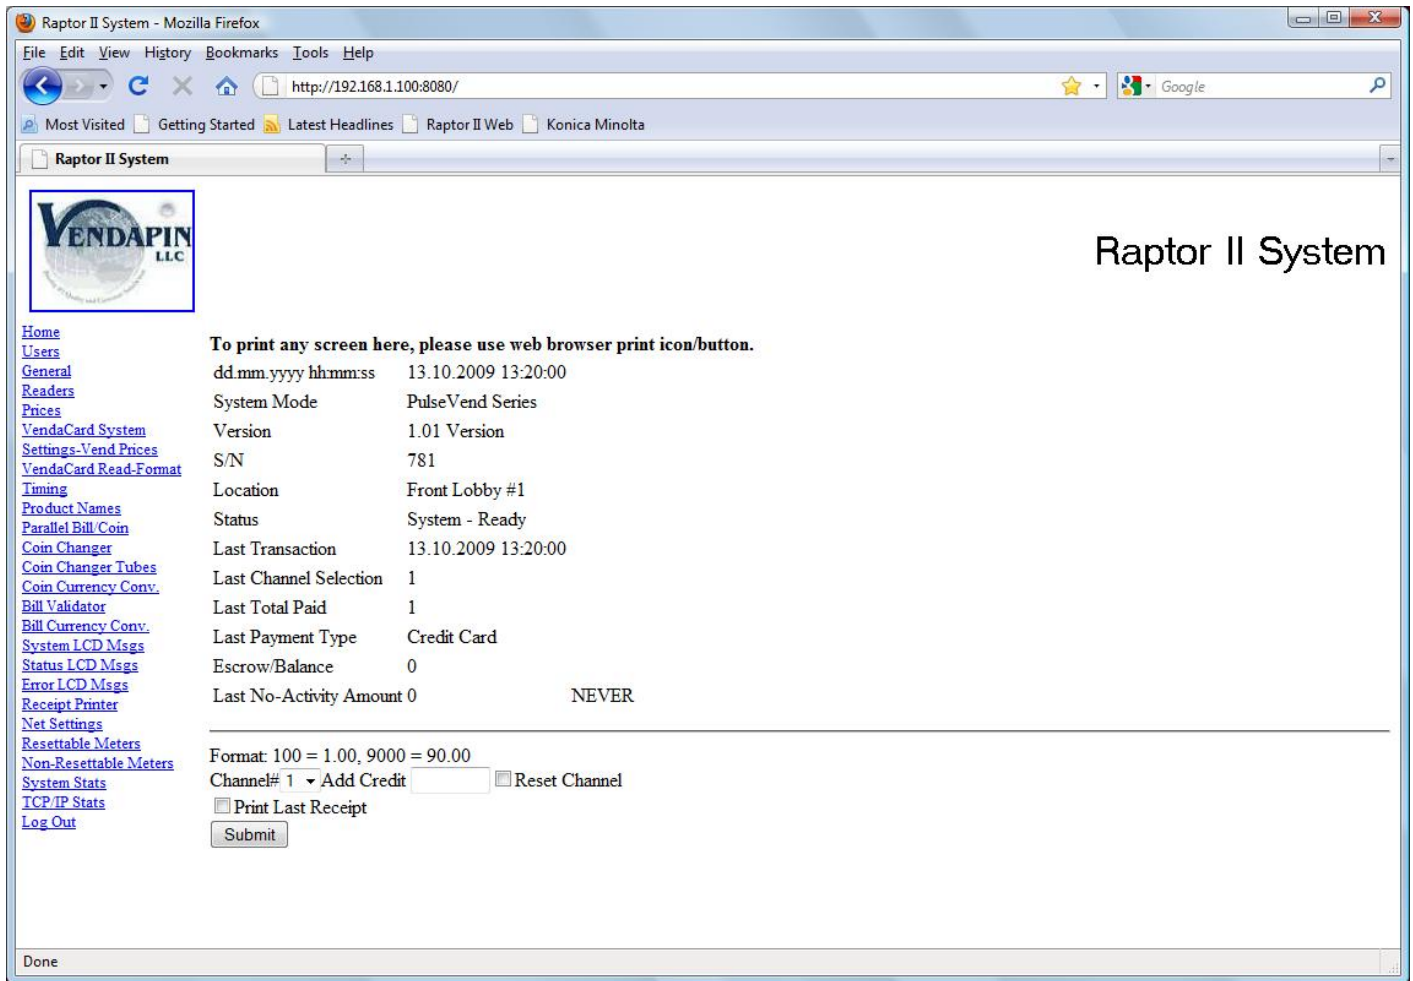 Raptor II System - Mozilla Firefox
File Edit View History Bookmarks Tools Help
http://192.168.1.100:8080/
Google
Most Visited Getting Started Latest Headlines Raptor II Web Konica Minolta
Raptor II System
VENDAPIN
LLC
Raptor II System
Home
Users
General
Readers
Prices
VendaCard System
Settings-Vend Prices
VendaCard Read-Format
Timing
Product Names
Parallel Bill/Coin
Coin Changer
Coin Changer Tubes
Coin Currency Conv.
Bill Validator
Bill Currency Conv.
System LCD Msgs
Status LCD Msgs
Error LCD Msgs
Receipt Printer
Net Settings
Resettable Meters
Non-Resettable Meters
System Stats
TCP/IP Stats
Log Out
To print any screen here, please use web browser print icon/button.
dd.mm.yyyy hh:mm:ss 13.10.2009 13:20:00
System Mode PulseVend Series
Version 1.01 Version
S/N 781
Location Front Lobby #1
Status System - Ready
Last Transaction 13.10.2009 13:20:00
Last Channel Selection 1
Last Total Paid 1
Last Payment Type Credit Card
Escrow/Balance 0
Last No-Activity Amount 0 NEVER
Format: 100 = 1.00, 9000 = 90.00
Channel# 1 Add Credit Reset Channel
Print Last Receipt
Submit
Done